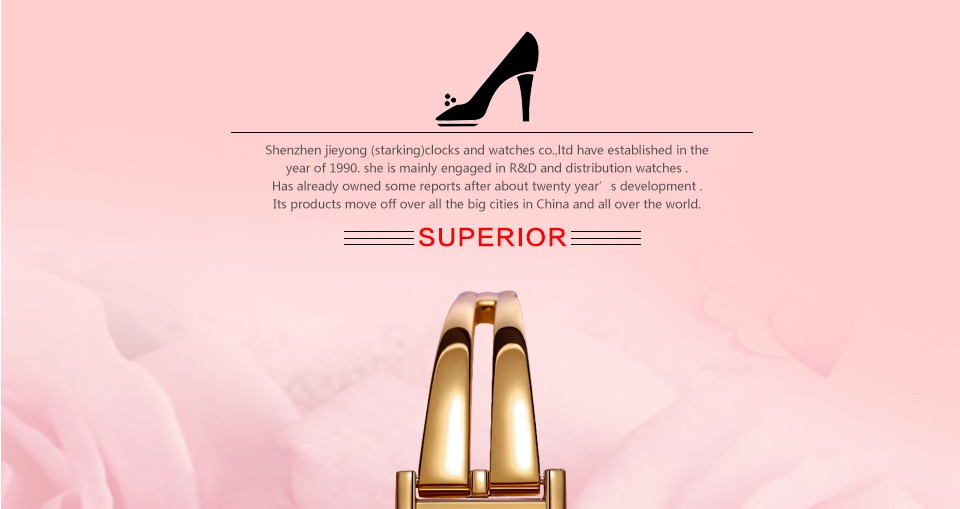 Shenzhen jieyong (starking)clocks and watches co.,ltd have established in the
year of 1990. she is mainly engaged in R&D and distribution watches .
Has already owned some reports after about twenty year’ s development .
Its products move off over all the big cities in China and all over the world.
SUPERIOR